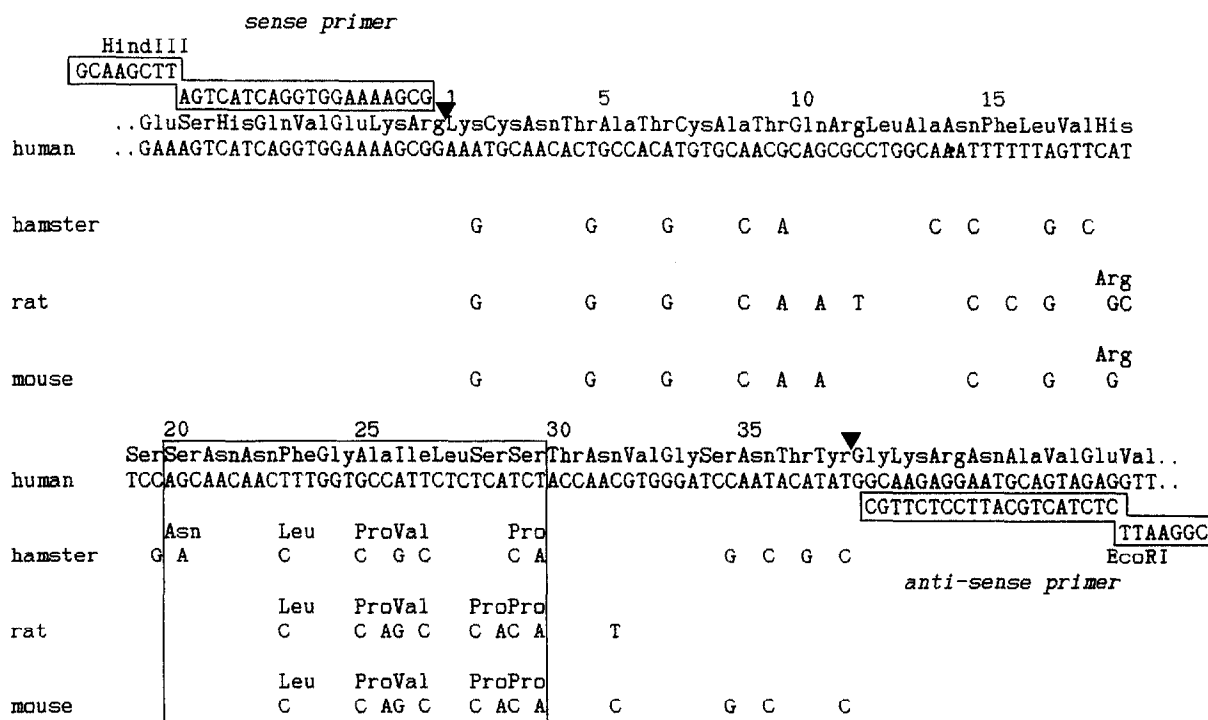 sense primer
HindIII
GCAAGCTT
AGTCATCAGGTGGAAAAGCG 1 5 10 15
..GluSerHisGlnValGluLysArgLysCysAsnThrAlaThrCysAlaThrGlnArgLeuAlaAsnPheLeuValHis
human ..GAAAGTCATCAGGTGGAAAAGCGGAAATGCAACACTGCCACATGTGCAACGCAGCGCCTGGCAAATTTTTTAGTTCAT
hamster G G G C A C C G C
Arg
rat G G G C A A T C C G GC
Arg
mouse G G G C A A C G G
20 25 30 35
SerSerAsnAsnPheGlyAlaIleLeuSerSerThrAsnValGlySerAsnThrTyrGlyLysArgAsnAlaValGluVal..
human TCCAGCAACAACTTTGGTGCCATTCTCTCATCTACCAACGTGGGATCCAATACATATGGCAAGAGGAATGCAGTAGAGGTT..
CGTTCTCCTTACGTCATCTC
Asn Leu ProVal Pro
TTAAGGC
hamster G A C C G C C A G C G C
EcoRI
anti-sense primer
Leu ProVal ProPro
rat C C AG C C AC A T
Leu ProVal ProPro
mouse C C AG C C AC A C G C C